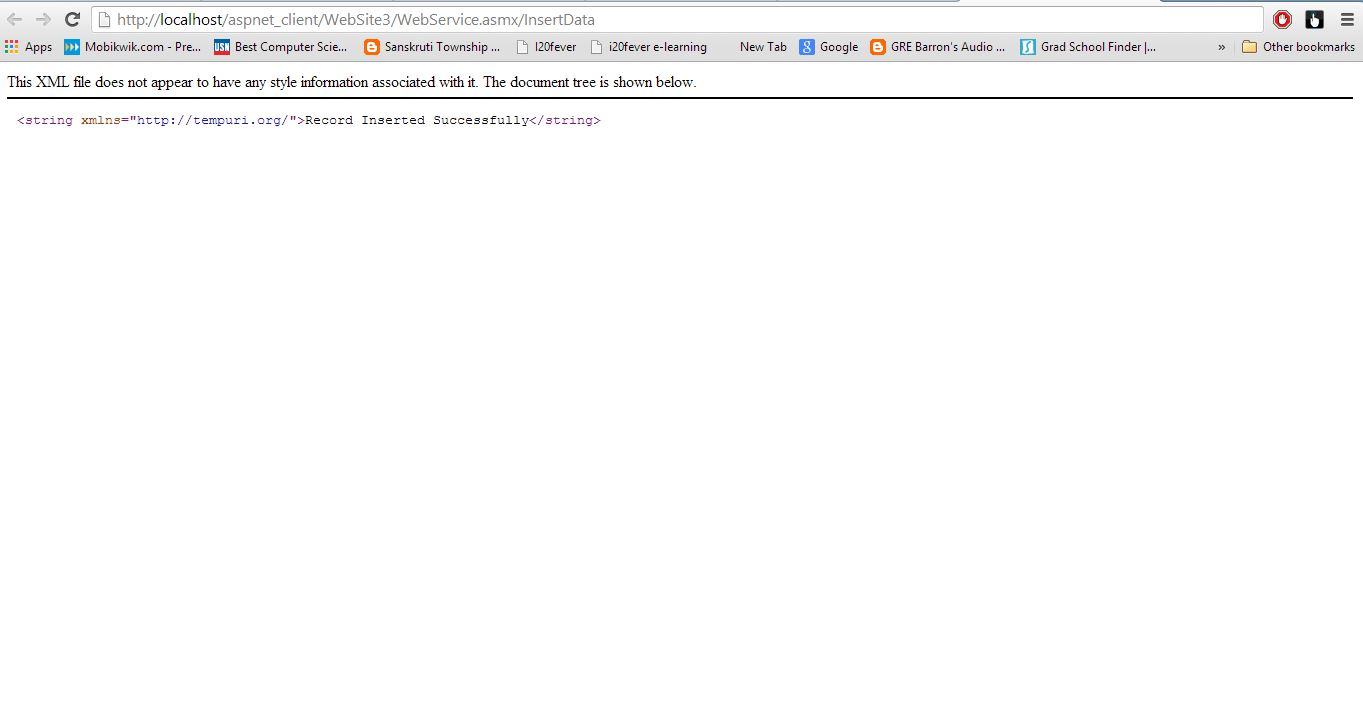 http://localhost/aspnet_client/WebSite3/WebService.asmx/InsertData
Apps Mobikwik.com - Pre... USN Best Computer Scie... Sanskruti Township ... I20fever i20fever e-learning New Tab 8 Google GRE Barron's Audio ... S Grad School Finder |... » Other bookmarks
This XML file does not appear to have any style information associated with it. The document tree is shown below.
<string xmlns="http://tempuri.org/">Record Inserted Successfully</string>